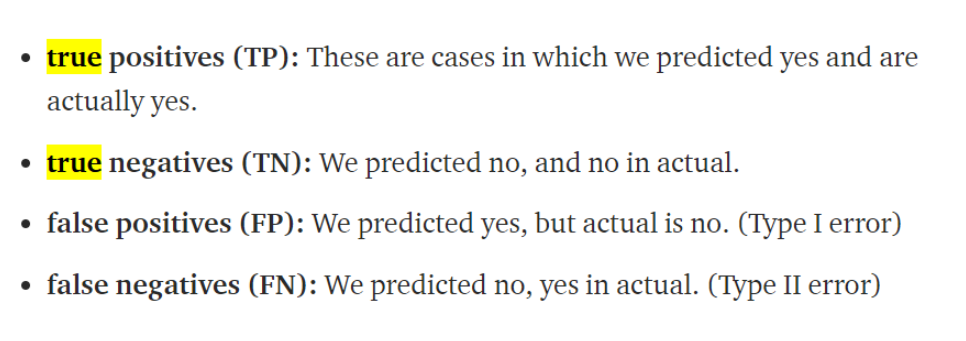 • true positives (TP): These are cases in which we predicted yes and are
actually yes.
• true negatives (TN): We predicted no, and no in actual.
• false positives (FP): We predicted yes, but actual is no. (Type I error)
• false negatives (FN): We predicted no, yes in actual. (Type II error)